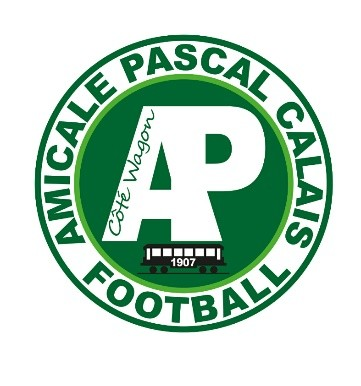 AMICALE PASCAL CALAIS
AP
Côté Wagon
1907
FOOTBALL